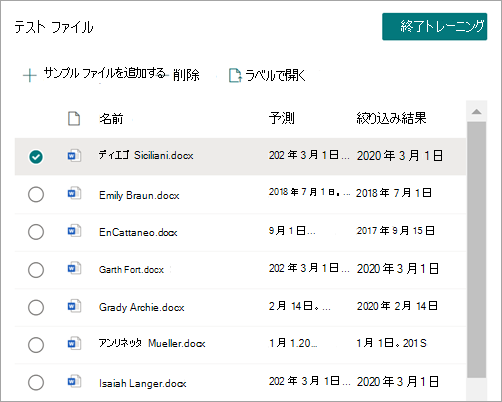 テスト ファイル 終了トレーニング
サンプル ファイルを追加する 削除 ラベルで開く
名前 予測 絞り込み結果
ディエゴ Siciliani.docx 202 年 3 月 1 日... 2020 年 3 月 1 日
Emily Braun.docx 2018 年 7 月 1 日。... 2018 年 7 月 1 日
EnCattaneo.docx 9 月 1 日... 2017 年 9 月 15 日
Garth Fort.docx 202 年 3 月 1 日... 2020 年 3 月 1 日
Grady Archie.docx 2 月 14 日。... 2020 年 2 月 14 日
アンリネッタ Mueller.docx 1 月 1.20... 1 月 1 日。201S
Isaiah Langer.docx 202 年 3 月 1 日... 2020 年 3 月 1 日